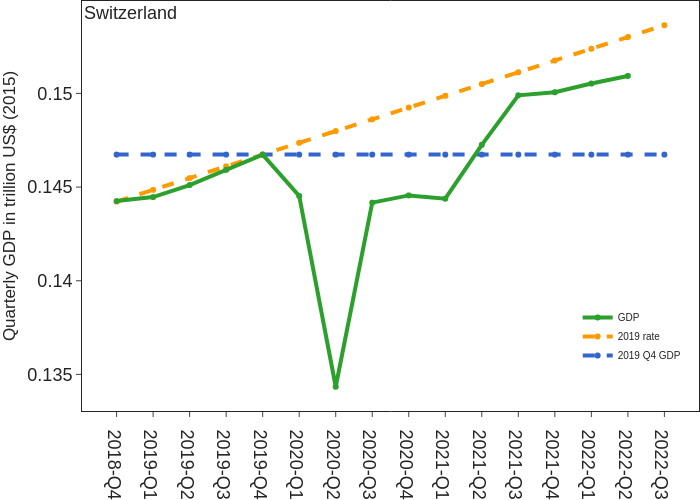 Switzerland
Quarterly GDP in trillion US$ (2015)
0.15
0.145
0.14
0.135
GDP
2019 rate
2019 Q4 GDP
2018-Q4
2019-Q1
2019-Q2
2019-Q3
2019-Q4
2020-Q1
2020-Q2
2020-Q3
2020-Q4
2021-Q1
2021-Q2
2021-Q3
2021-Q4
2022-Q1
2022-Q2
2022-Q3